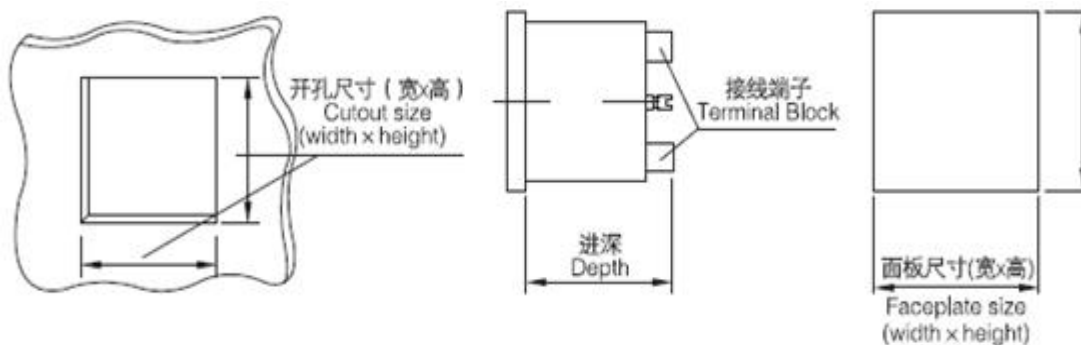 开孔尺寸（宽x高）
Cutout size
(width x height)
接线端子
Terminal Block
进深
Depth
面板尺寸(宽x高)
Faceplate size
(width x height)